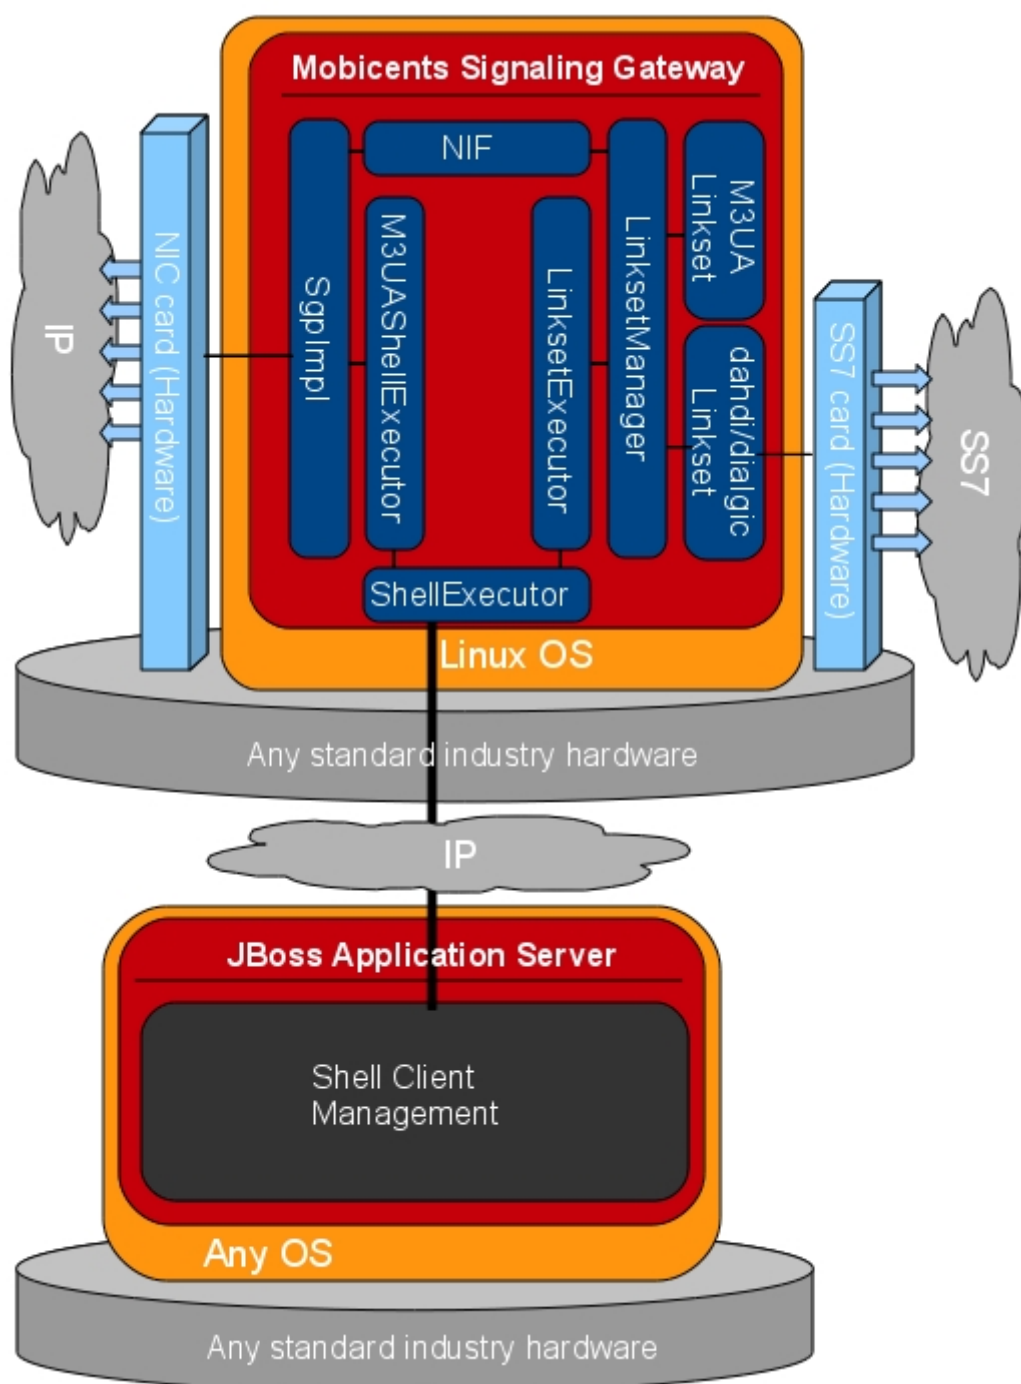 Mobicents Signaling Gateway
NIF
SgpImpl
M3UAShellExecutor
LinksetExecutor
LinksetManager
M3UA
Linkset
dahdi/dialgic
Linkset
ShellExecutor
Linux OS
IP
NIC card (Hardware)
SS7 card (Hardware)
SS7
Any standard industry hardware
IP
JBoss Application Server
Shell Client
Management
Any OS
Any standard industry hardware